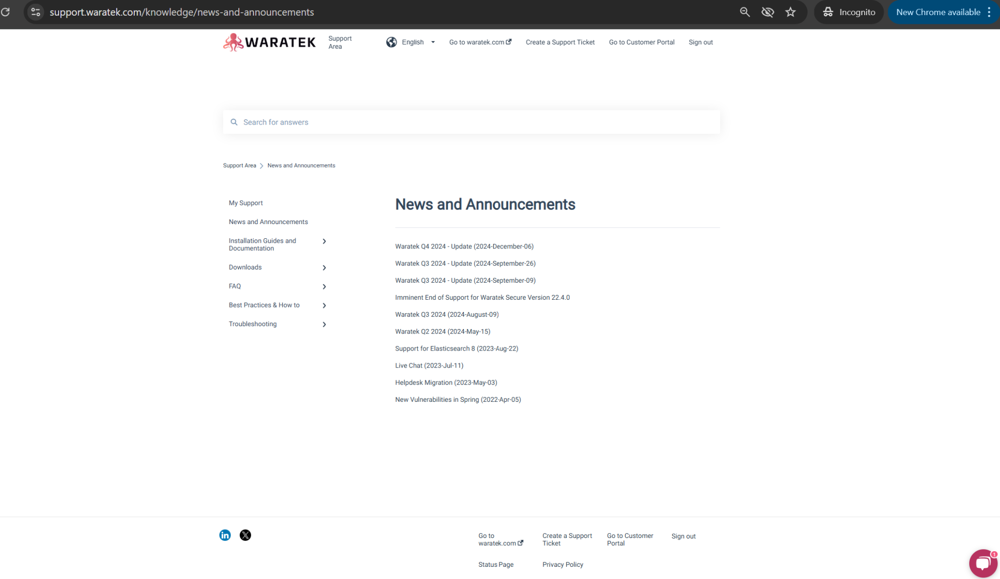 support.waratek.com/knowledge/news-and-announcements
Incognito
New Chrome available
WARATEK
Support
Area
English
Go to waratek.com
Create a Support Ticket
Go to Customer Portal
Sign out
Search for answers
Support Area
News and Announcements
My Support
News and Announcements
Installation Guides and
Documentation
Downloads
FAQ
Best Practices & How to
Troubleshooting
News and Announcements
Waratek Q4 2024 - Update (2024-December-06)
Waratek Q3 2024 - Update (2024-September-26)
Waratek Q3 2024 - Update (2024-September-09)
Imminent End of Support for Waratek Secure Version 22.4.0
Waratek Q3 2024 (2024-August-09)
Waratek Q2 2024 (2024-May-15)
Support for Elasticsearch 8 (2023-Aug-22)
Live Chat (2023-Jul-11)
Helpdesk Migration (2023-May-03)
New Vulnerabilities in Spring (2022-Apr-05)
in
X
Go to
waratek.com
Create a Support
Ticket
Go to Customer
Portal
Sign out
Status Page
Privacy Policy
1